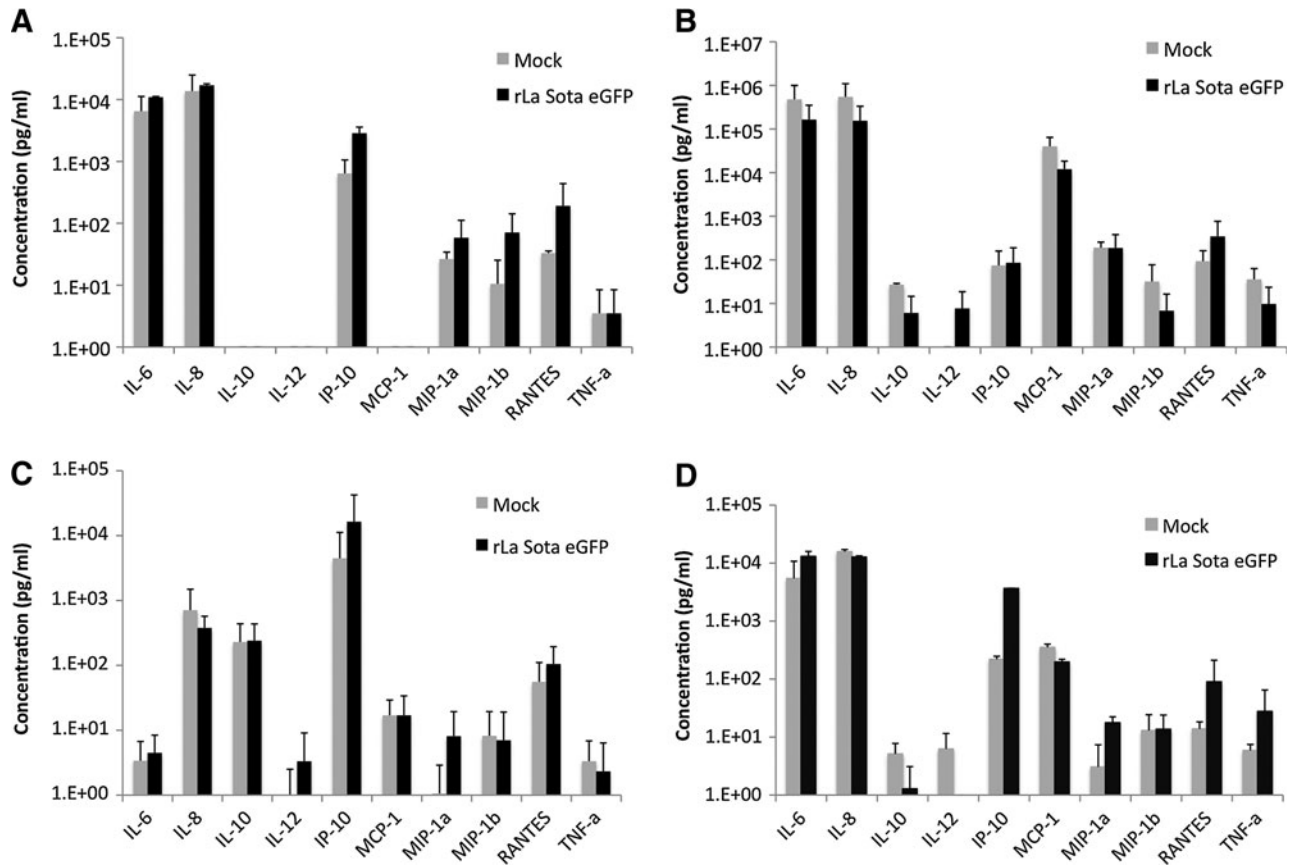 A
1.E+05
1.E+04
1.E+03
1.E+02
1.E+01
1.E+00
Concentration (pg/ml)
Mock
rLa Sota eGFP
IL-6 IL-8 IL-10 IL-12 IP-10 MCP-1 MIP-1a MIP-1b RANTES TNF-a
B
1.E+07
1.E+06
1.E+05
1.E+04
1.E+03
1.E+02
1.E+01
1.E+00
Concentration (pg/ml)
Mock
rLa Sota eGFP
IL-6 IL-8 IL-10 IL-12 IP-10 MCP-1 MIP-1a MIP-1b RANTES TNF-a
C
1.E+05
1.E+04
1.E+03
1.E+02
1.E+01
1.E+00
Concentration (pg/ml)
Mock
rLa Sota eGFP
IL-6 IL-8 IL-10 IL-12 IP-10 MCP-1 MIP-1a MIP-1b RANTES TNF-a
D
1.E+05
1.E+04
1.E+03
1.E+02
1.E+01
1.E+00
Concentration (pg/ml)
Mock
rLa Sota eGFP
IL-6 IL-8 IL-10 IL-12 IP-10 MCP-1 MIP-1a MIP-1b RANTES TNF-a